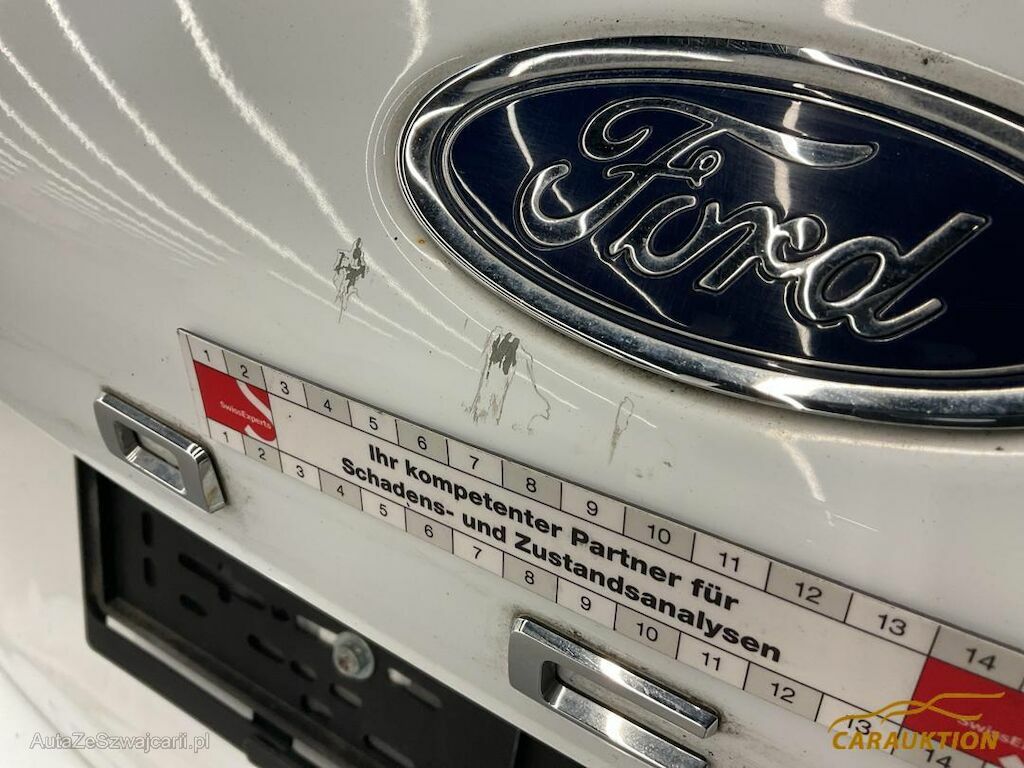 Ford
1 2 3 4 5 6 7 8 9 10 11 12 13 14
SwissExperts
Ihr kompetenter Partner für
Schadens- und Zustandsanalysen
1 2 3 4 5 6 7 8 9 10 11 12 13 14
SwissExperts
AutaZeSzwajcarii.pl
CARAUKTION